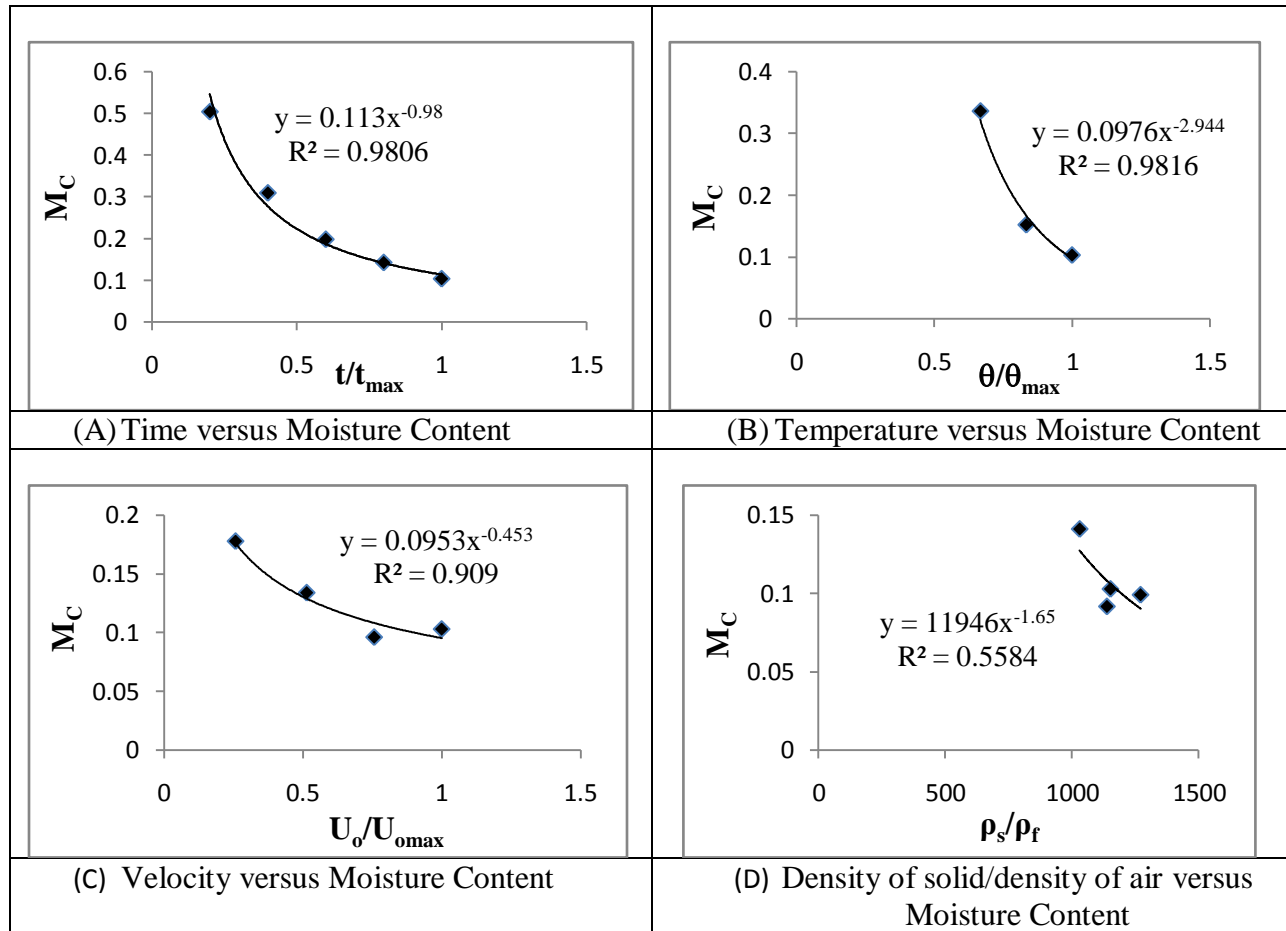 0.6
0.5
0.4
0.3
0.2
0.1
0
M_C
y = 0.113x^-0.98
R² = 0.9806
0 0.5 1 1.5
t/t_max
(A) Time versus Moisture Content
0.4
0.3
0.2
0.1
0
M_C
y = 0.0976x^-2.944
R² = 0.9816
0 0.5 1 1.5
θ/θ_max
(B) Temperature versus Moisture Content
0.2
0.15
0.1
0.05
0
M_C
y = 0.0953x^-0.453
R² = 0.909
0 0.5 1 1.5
U_o/U_omax
(C) Velocity versus Moisture Content
0.15
0.1
0.05
0
M_C
y = 11946x^-1.65
R² = 0.5584
0 500 1000 1500
ρ_s/ρ_f
(D) Density of solid/density of air versus
Moisture Content